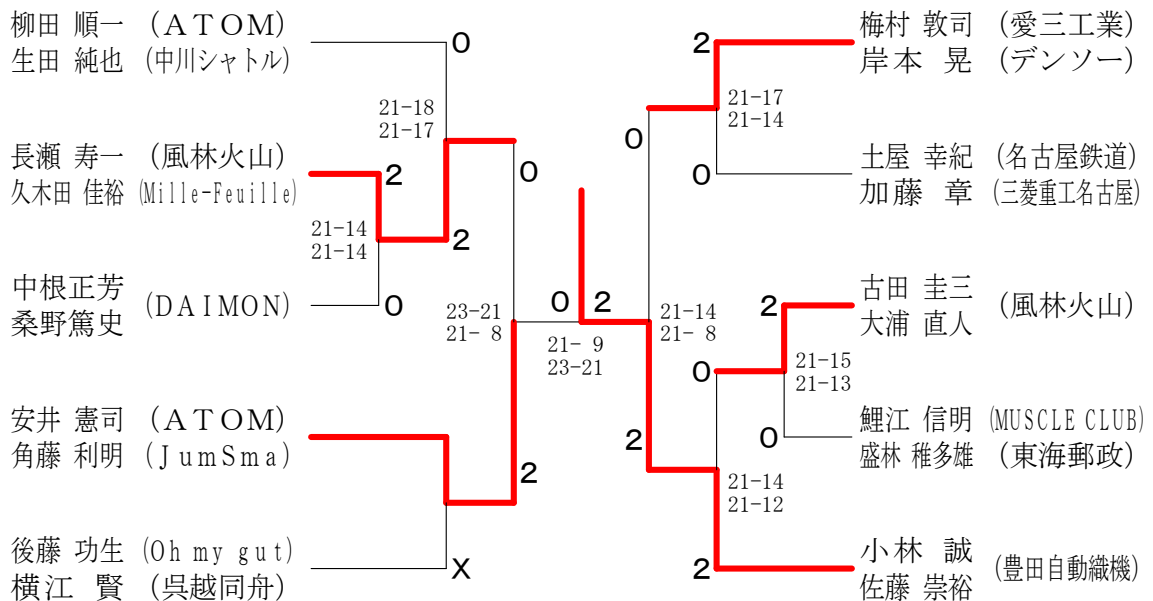 柳田 順一 (ATOM)
生田 純也 (中川シャトル)
0
21-18
21-17
長瀬 寿一 (風林火山)
久木田 佳裕 (Mille-Feuille)
2
0
21-14
21-14
2
中根正芳
桑野篤史
(DAIMON)
0
23-21
21- 8
0
2
21- 9
23-21
安井 憲司 (ATOM)
角藤 利明 (JumSma)
2
後藤 功生 (Oh my gut)
横江 賢 (呉越同舟)
X
梅村 敦司 (愛三工業)
岸本 晃 (デンソー)
2
21-17
21-14
0
土屋 幸紀 (名古屋鉄道)
加藤 章 (三菱重工名古屋)
0
21-14
21- 8
古田 圭三
大浦 直人
(風林火山)
2
0
21-15
21-13
鯉江 信明 (MUSCLE CLUB)
盛林 稚多雄 (東海郵政)
0
2
21-14
21-12
小林 誠
佐藤 崇裕
(豊田自動織機)
2